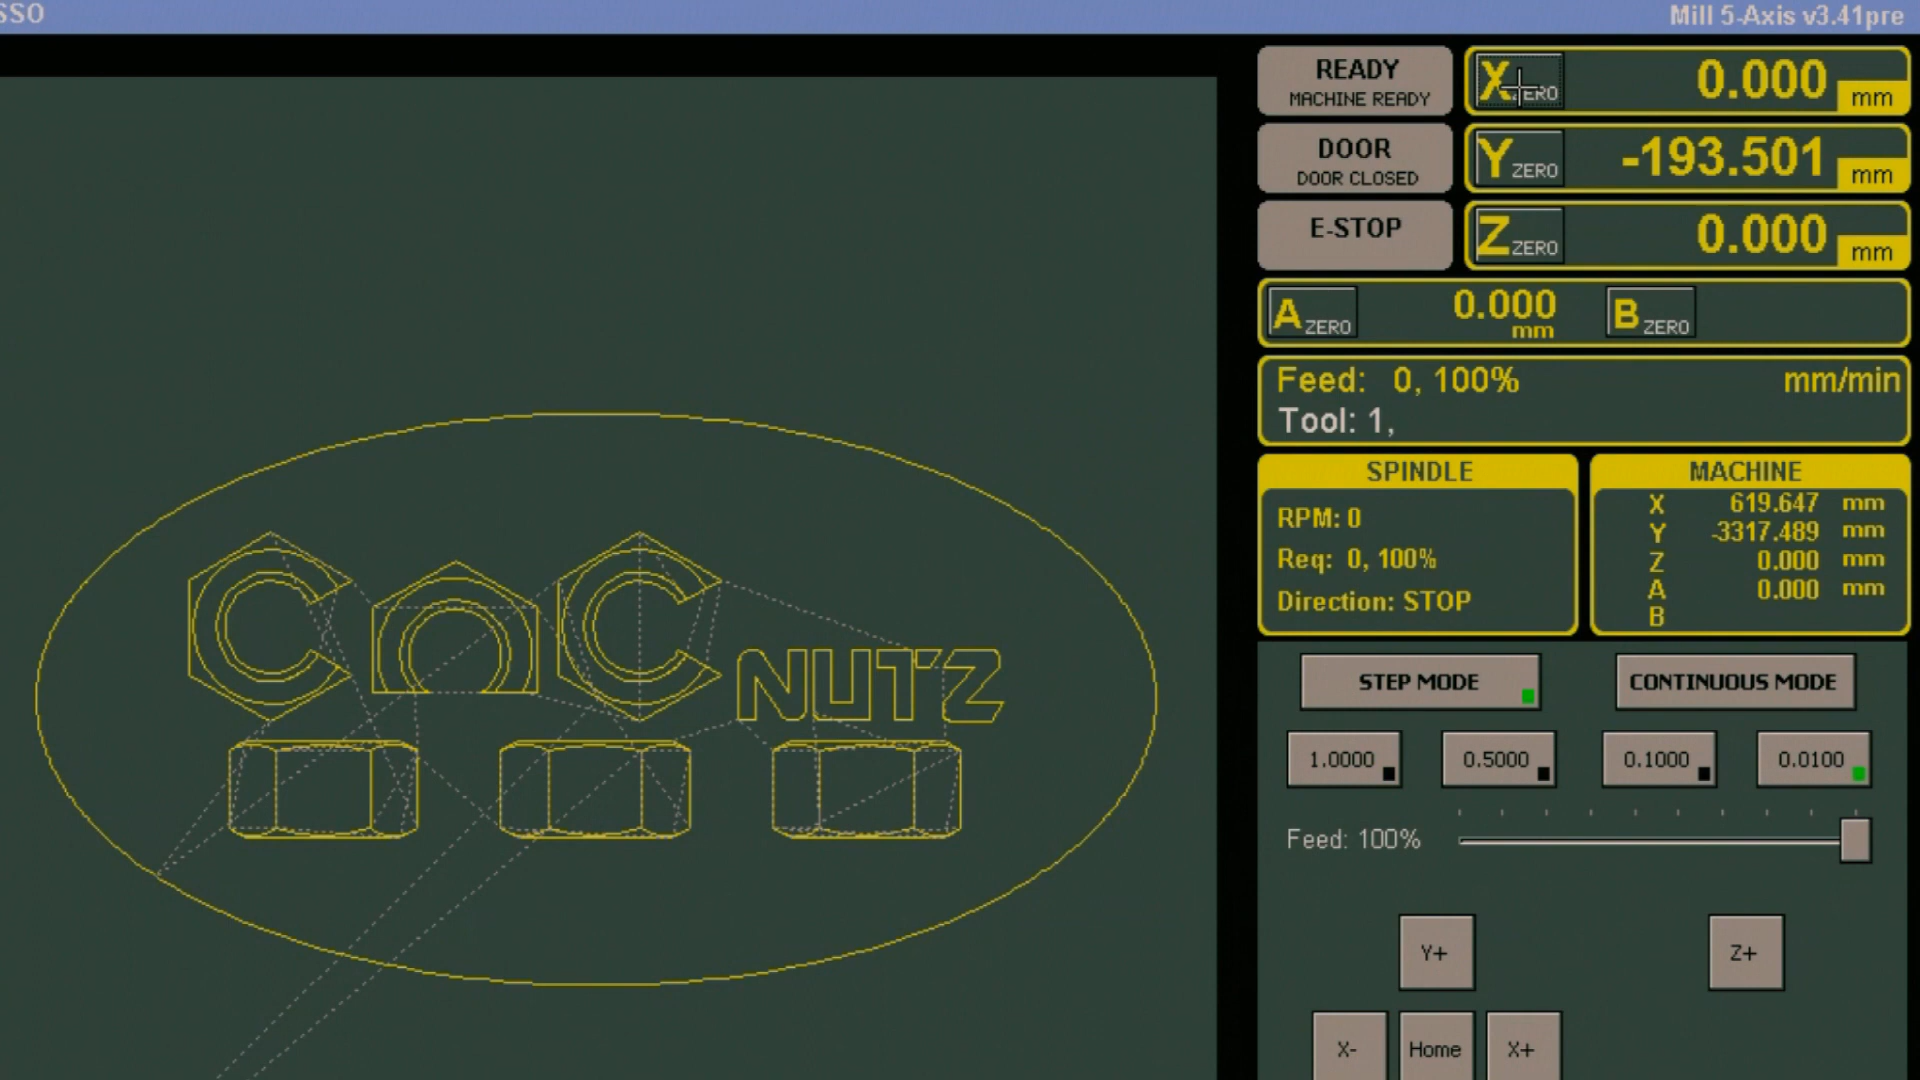 SSO
Mill 5-Axis v3.41pre
READY
MACHINE READY
X ZERO 0.000 mm
DOOR
DOOR CLOSED
Y ZERO -193.501 mm
E-STOP
Z ZERO 0.000 mm
A ZERO 0.000 mm
B ZERO
Feed: 0, 100% mm/min
Tool: 1,
SPINDLE
RPM: 0
Req: 0, 100%
Direction: STOP
MACHINE
X 619.647 mm
Y -3317.489 mm
Z 0.000 mm
A 0.000 mm
B
CNC NUTZ
STEP MODE
CONTINUOUS MODE
1.0000 0.5000 0.1000 0.0100
Feed: 100%
Y+
Z+
X- Home X+